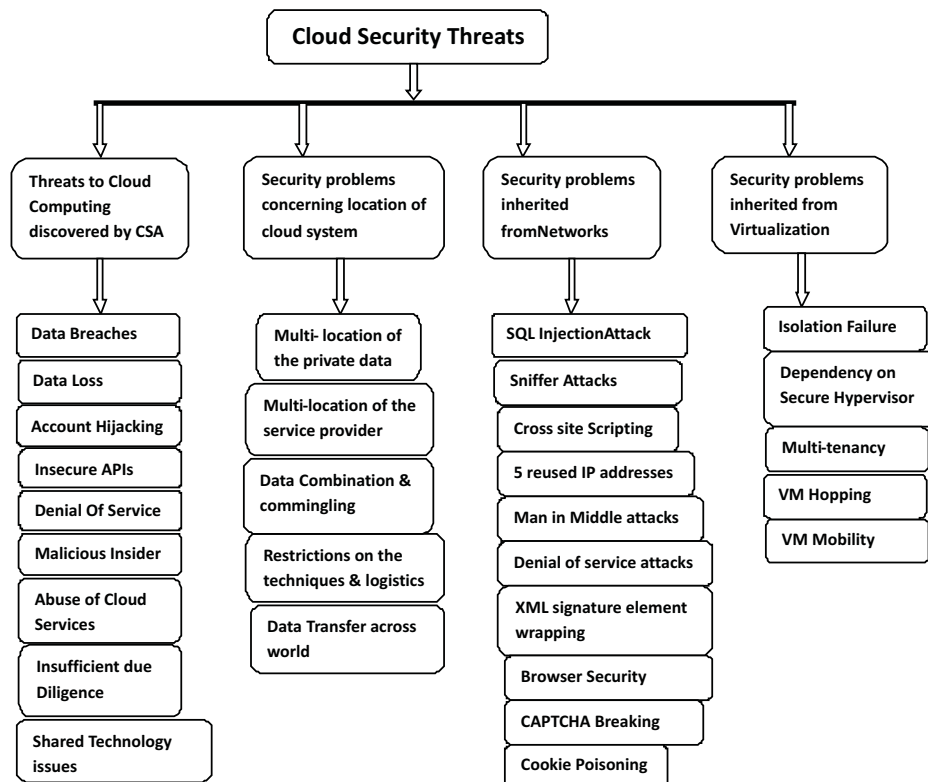 Cloud Security Threats
Threats to Cloud
Computing
discovered by CSA
Security problems
concerning location of
cloud system
Security problems
inherited
fromNetworks
Security problems
inherited from
Virtualization
Data Breaches
Data Loss
Account Hijacking
Insecure APIs
Denial Of Service
Malicious Insider
Abuse of Cloud
Services
Insufficient due
Diligence
Shared Technology
issues
Multi- location of
the private data
Multi-location of the
service provider
Data Combination &
commingling
Restrictions on the
techniques & logistics
Data Transfer across
world
SQL InjectionAttack
Sniffer Attacks
Cross site Scripting
5 reused IP addresses
Man in Middle attacks
Denial of service attacks
XML signature element
wrapping
Browser Security
CAPTCHA Breaking
Cookie Poisoning
Isolation Failure
Dependency on
Secure Hypervisor
Multi-tenancy
VM Hopping
VM Mobility